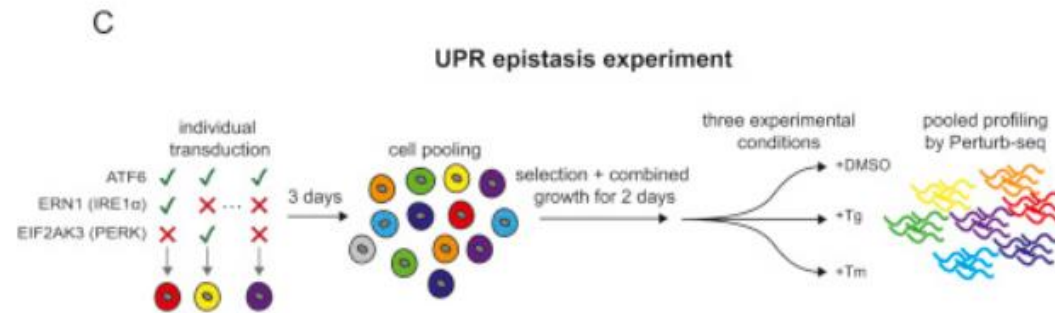 C
UPR epistasis experiment
individual
transduction
ATF6
ERN1 (IRE1α)
...
EIF2AK3 (PERK)
3 days
cell pooling
selection + combined
growth for 2 days
three experimental
conditions
+DMSO
+Tg
+Tm
pooled profiling
by Perturb-seq